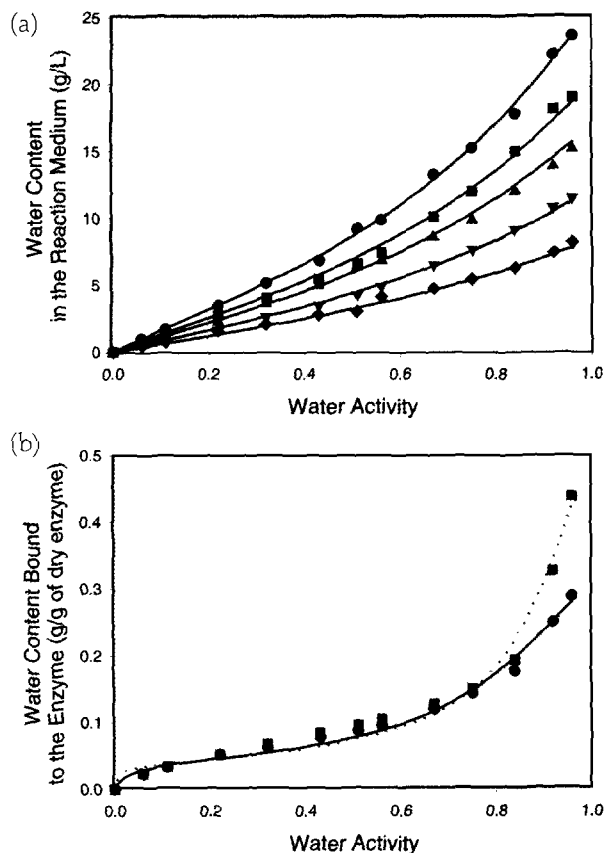 (a)
Water Content
in the Reaction Medium (g/L)
25
20
15
10
5
0
0.0 0.2 0.4 0.6 0.8 1.0
Water Activity
(b)
Water Content Bound
to the Enzyme (g/g of dry enzyme)
0.5
0.4
0.3
0.2
0.1
0.0
0.0 0.2 0.4 0.6 0.8 1.0
Water Activity